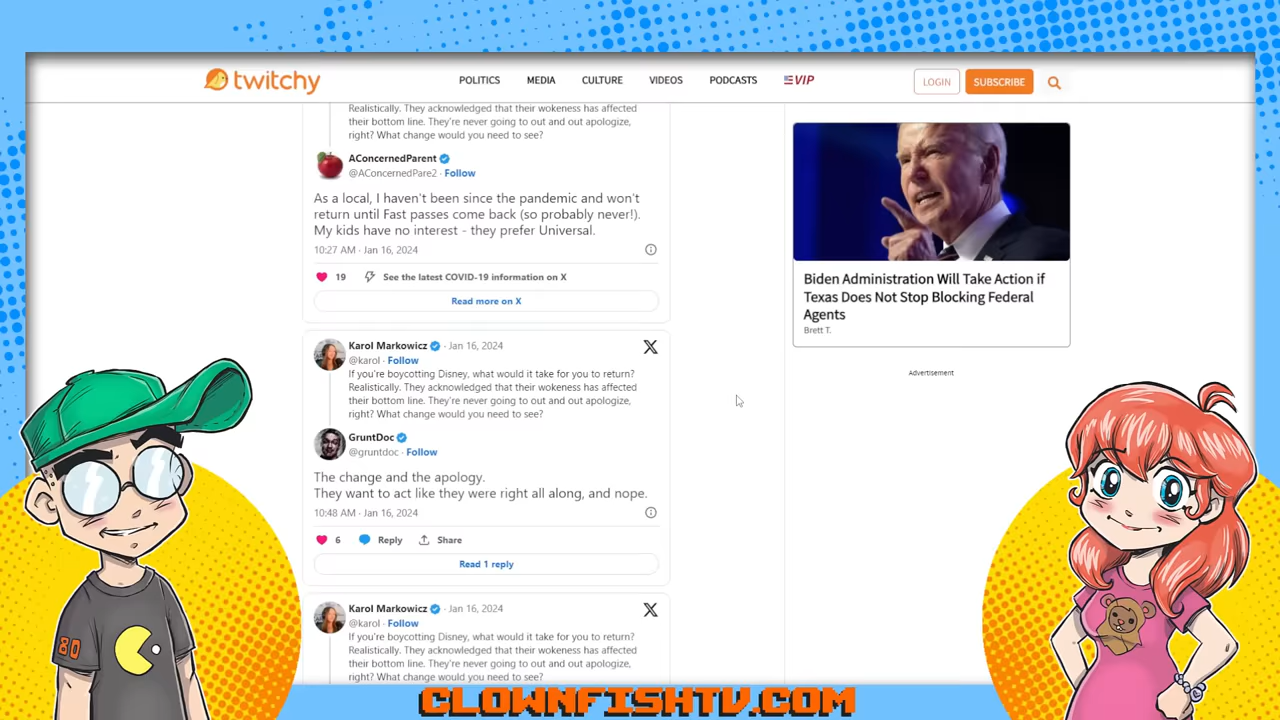 twitchy
POLITICS MEDIA CULTURE VIDEOS PODCASTS VIP LOGIN SUBSCRIBE
Realistically. They acknowledged that their wokeness has affected
their bottom line. They're never going to out and out apologize,
right? What change would you need to see?
AConcernedParent
@AConcernedPare2 · Follow
As a local, I haven't been since the pandemic and won't
return until Fast passes come back (so probably never!).
My kids have no interest - they prefer Universal.
10:27 AM · Jan 16, 2024
19 See the latest COVID-19 information on X
Read more on X
Karol Markowicz · Jan 16, 2024
@karol · Follow
If you're boycotting Disney, what would it take for you to return?
Realistically. They acknowledged that their wokeness has affected
their bottom line. They're never going to out and out apologize,
right? What change would you need to see?
GruntDoc
@gruntdoc · Follow
The change and the apology.
They want to act like they were right all along, and nope.
10:48 AM · Jan 16, 2024
6 Reply Share
Read 1 reply
Karol Markowicz · Jan 16, 2024
@karol · Follow
If you're boycotting Disney, what would it take for you to return?
Realistically. They acknowledged that their wokeness has affected
their bottom line. They're never going to out and out apologize,
right? What change would you need to see?
Biden Administration Will Take Action if
Texas Does Not Stop Blocking Federal
Agents
Brett T.
Advertisement
80
CLOWNFISHTV.COM